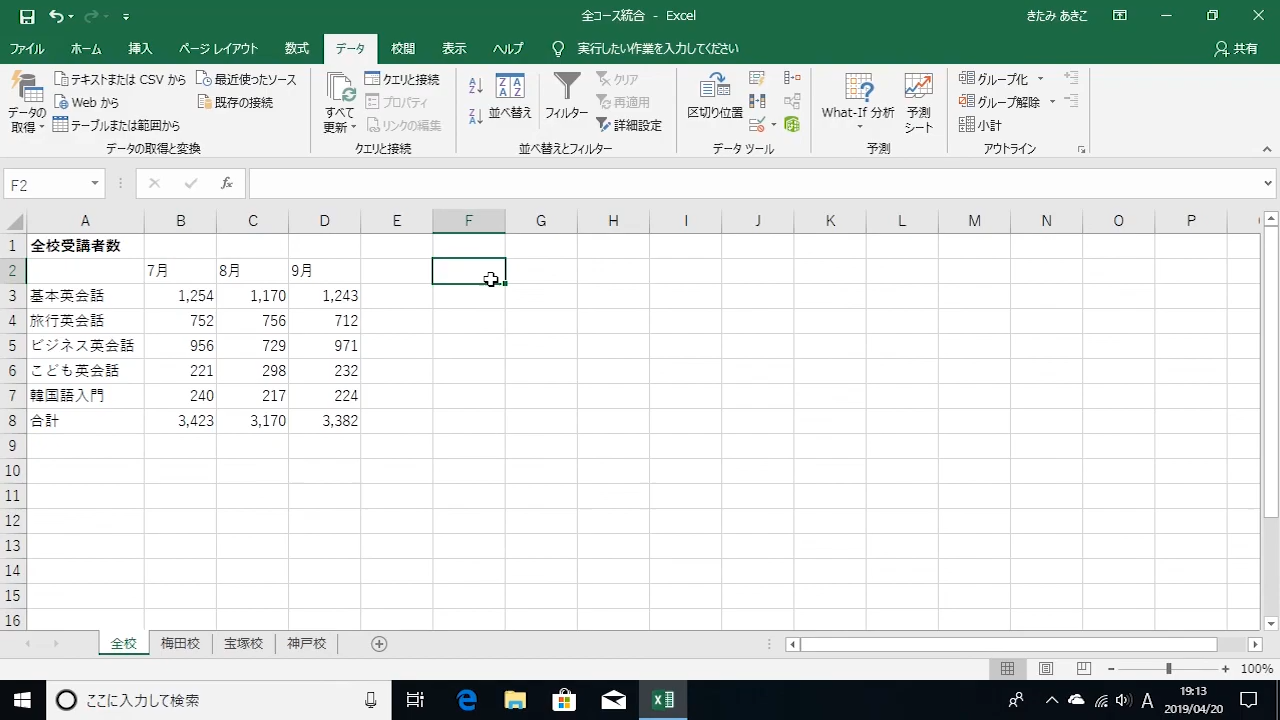 全コース統合 - Excel
きたみ あきこ
ファイル ホーム 挿入 ページ レイアウト 数式 データ 校閲 表示 ヘルプ 実行したい作業を入力してください 共有
データの取得
テキストまたは CSV から
Web から
テーブルまたは範囲から
最近使ったソース
既存の接続
データの取得と変換
すべて更新
クエリと接続
プロパティ
リンクの編集
クエリと接続
並べ替え
フィルター
クリア
再適用
詳細設定
並べ替えとフィルター
区切り位置
データ ツール
What-If 分析
予測シート
予測
グループ化
グループ解除
小計
アウトライン
F2
fx
A B C D E F G H I J K L M N O P
1 全校受講者数
2 7月 8月 9月
3 基本英会話 1,254 1,170 1,243
4 旅行英会話 752 756 712
5 ビジネス英会話 956 729 971
6 こども英会話 221 298 232
7 韓国語入門 240 217 224
8 合計 3,423 3,170 3,382
9
10
11
12
13
14
15
16
全校 梅田校 宝塚校 神戸校
100%
ここに入力して検索
A
19:13
2019/04/20